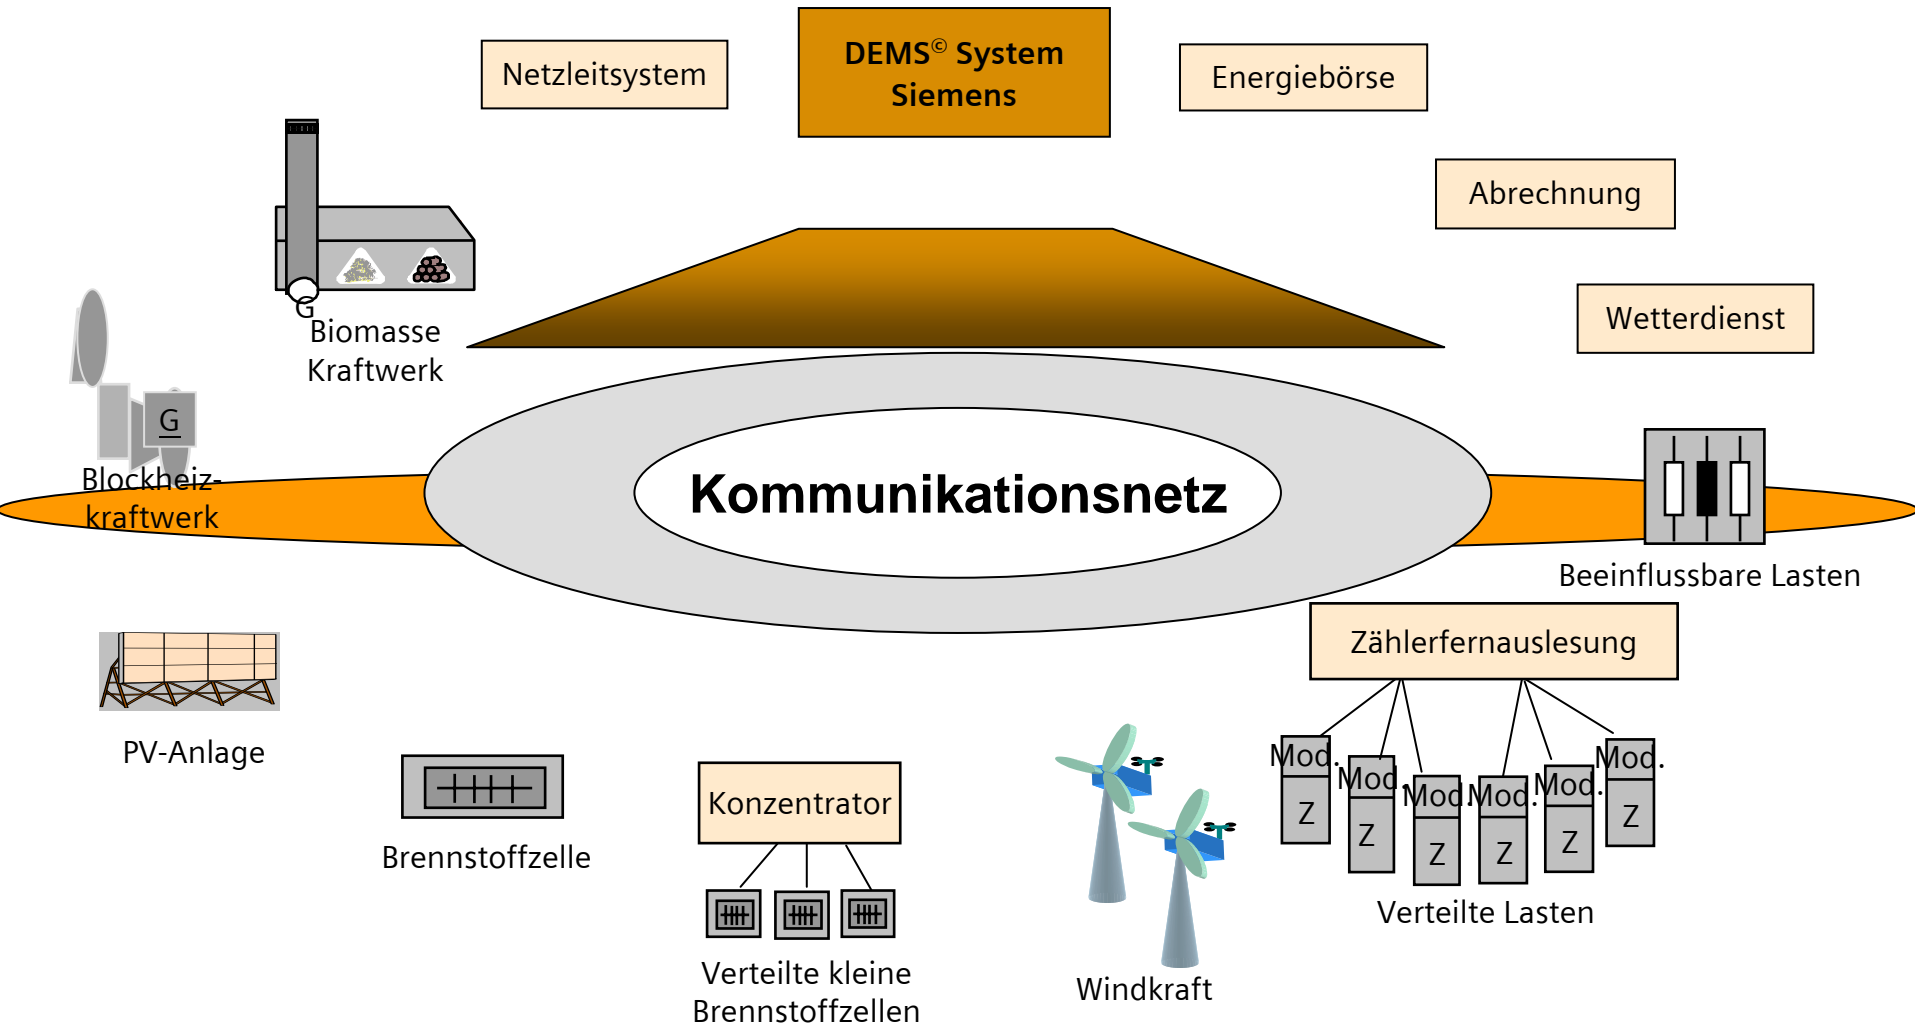 Netzleitsystem
DEMS© System
Siemens
Energiebörse
Abrechnung
Wetterdienst
G
Biomasse
Kraftwerk
G
Blockheiz-
kraftwerk
Kommunikationsnetz
Beeinflussbare Lasten
Zählerfernauslesung
PV-Anlage
Brennstoffzelle
Konzentrator
Verteilte kleine
Brennstoffzellen
Windkraft
Mod.
Z
Mod.
Z
Mod.
Z
Mod.
Z
Mod.
Z
Mod.
Z
Verteilte Lasten